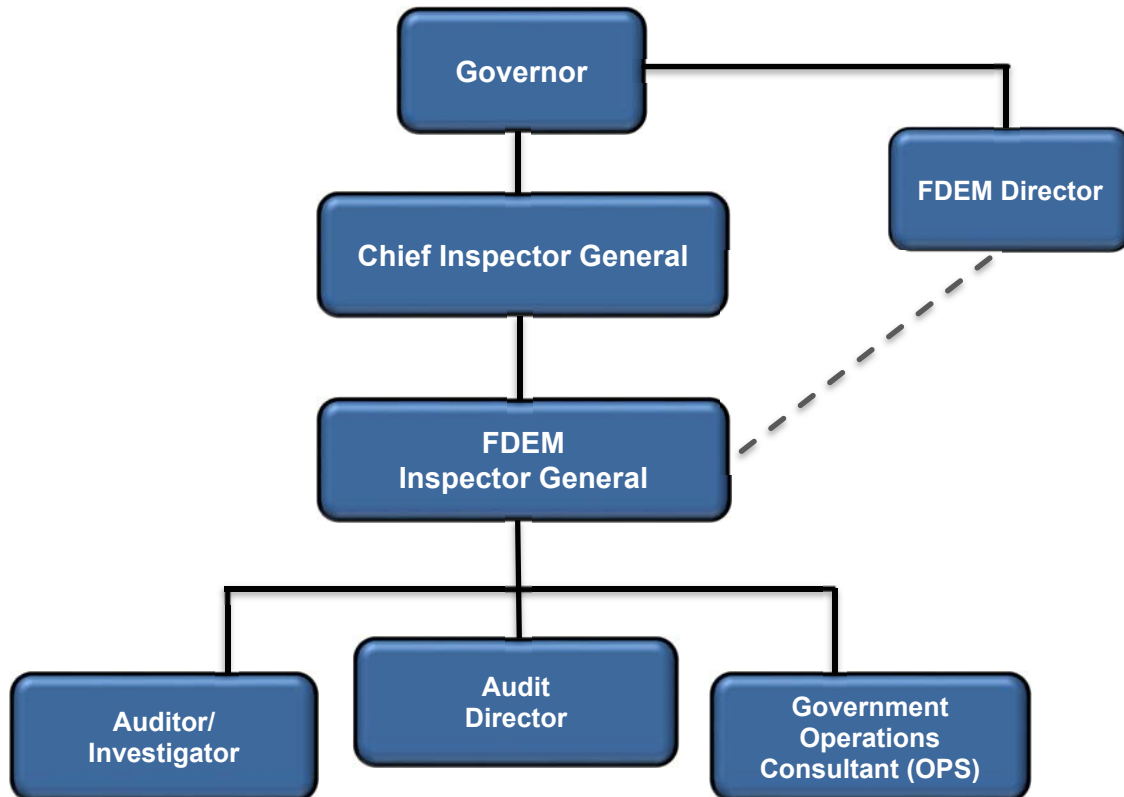 Governor
FDEM Director
Chief Inspector General
FDEM
Inspector General
Auditor/
Investigator
Audit
Director
Government
Operations
Consultant (OPS)